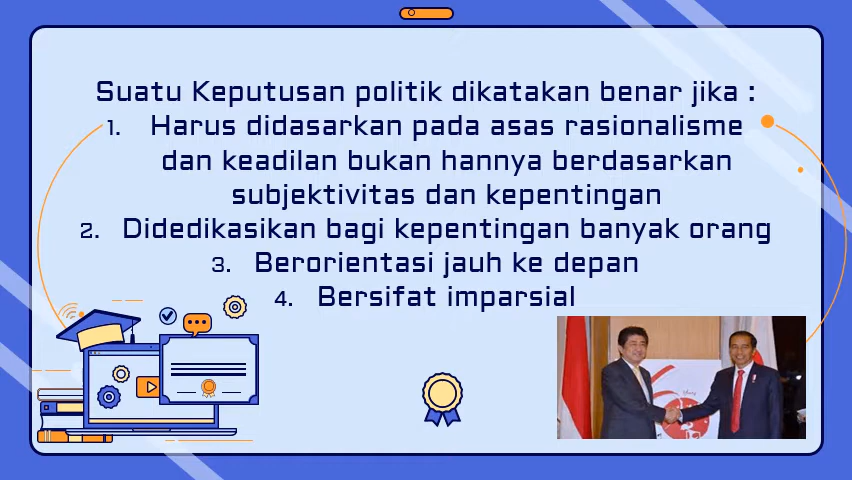 Suatu Keputusan politik dikatakan benar jika :
1. Harus didasarkan pada asas rasionalisme
dan keadilan bukan hannya berdasarkan
subjektivitas dan kepentingan
2. Didedikasikan bagi kepentingan banyak orang
3. Berorientasi jauh ke depan
4. Bersifat imparsial